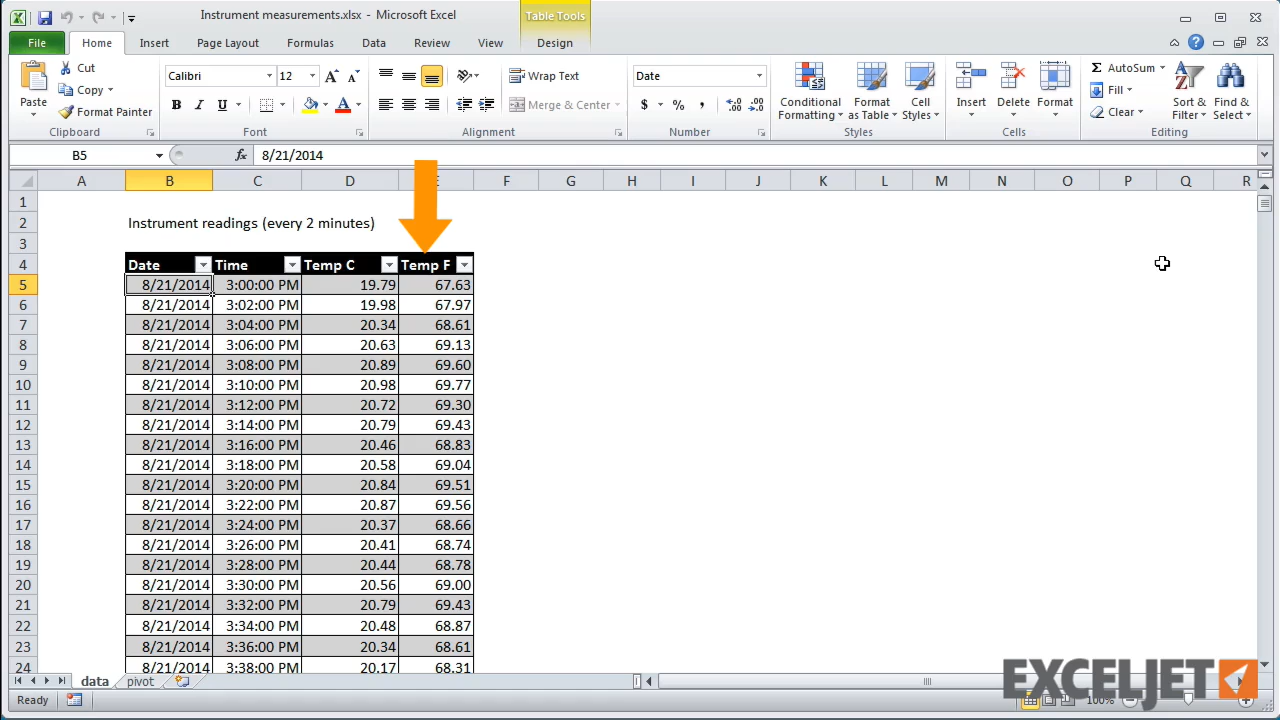 Instrument measurements.xlsx - Microsoft Excel
Table Tools
File Home Insert Page Layout Formulas Data Review View Design
Paste
Cut
Copy
Format Painter
Clipboard
Calibri 12
B I U A
Font
Wrap Text
Merge & Center
Alignment
Date
$ % ,
Number
Conditional Formatting
Format as Table
Cell Styles
Styles
Insert Delete Format
Cells
Σ AutoSum
Fill
Clear
Sort & Filter
Find & Select
Editing
B5 fx 8/21/2014
A B C D E F G H I J K L M N O P Q R
1
2 Instrument readings (every 2 minutes)
3
4 Date Time Temp C Temp F
5 8/21/2014 3:00:00 PM 19.79 67.63
6 8/21/2014 3:02:00 PM 19.98 67.97
7 8/21/2014 3:04:00 PM 20.34 68.61
8 8/21/2014 3:06:00 PM 20.63 69.13
9 8/21/2014 3:08:00 PM 20.89 69.60
10 8/21/2014 3:10:00 PM 20.98 69.77
11 8/21/2014 3:12:00 PM 20.72 69.30
12 8/21/2014 3:14:00 PM 20.79 69.43
13 8/21/2014 3:16:00 PM 20.46 68.83
14 8/21/2014 3:18:00 PM 20.58 69.04
15 8/21/2014 3:20:00 PM 20.84 69.51
16 8/21/2014 3:22:00 PM 20.87 69.56
17 8/21/2014 3:24:00 PM 20.37 68.66
18 8/21/2014 3:26:00 PM 20.41 68.74
19 8/21/2014 3:28:00 PM 20.44 68.78
20 8/21/2014 3:30:00 PM 20.56 69.00
21 8/21/2014 3:32:00 PM 20.79 69.43
22 8/21/2014 3:34:00 PM 20.48 68.87
23 8/21/2014 3:36:00 PM 20.34 68.61
24 8/21/2014 3:38:00 PM 20.17 68.31
data pivot
EXCELJET
Ready 100%